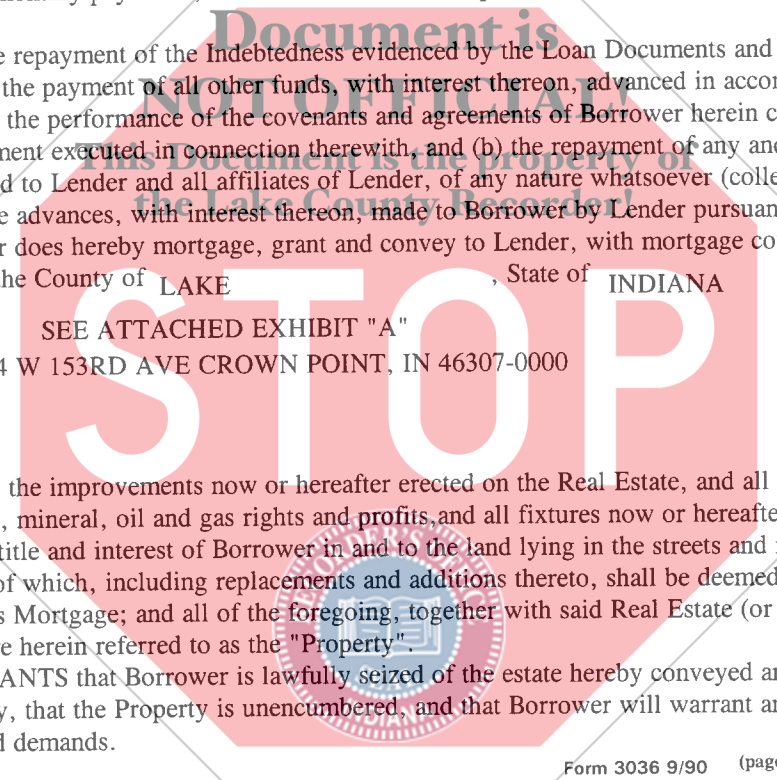 Document is
e repayment of the Indebtedness evidenced by the Loan Documents and
the payment of all other funds, with interest thereon, advanced in accor
NOT OFFICIAL!
the performance of the covenants and agreements of Borrower herein c
ment executed in connection therewith, and (b) the repayment of any and
This Document is the property of
d to Lender and all affiliates of Lender, of any nature whatsoever (colle
the Lake County Recorder!
e advances, with interest thereon, made to Borrower by Lender pursuan
r does hereby mortgage, grant and convey to Lender, with mortgage co
he County of LAKE , State of INDIANA
STOP
SEE ATTACHED EXHIBIT "A"
4 W 153RD AVE CROWN POINT, IN 46307-0000
the improvements now or hereafter erected on the Real Estate, and all
, mineral, oil and gas rights and profits,and all fixtures now or hereafte
title and interest of Borrower in and to the land lying in the streets and
of which, including replacements and additions thereto, shall be deemed
s Mortgage; and all of the foregoing, together with said Real Estate (or
re herein referred to as the "Property".
ANTS that Borrower is lawfully seized of the estate hereby conveyed an
y, that the Property is unencumbered, and that Borrower will warrant an
d demands.
INDIANA
Form 3036 9/90 (page